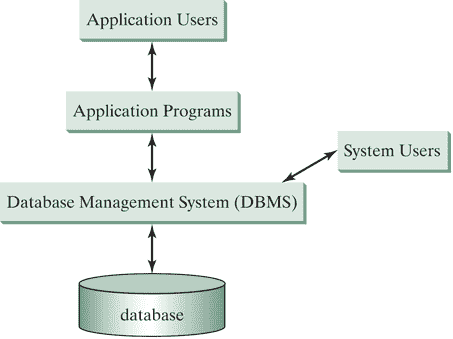 Application Users
Application Programs
System Users
Database Management System (DBMS)
database